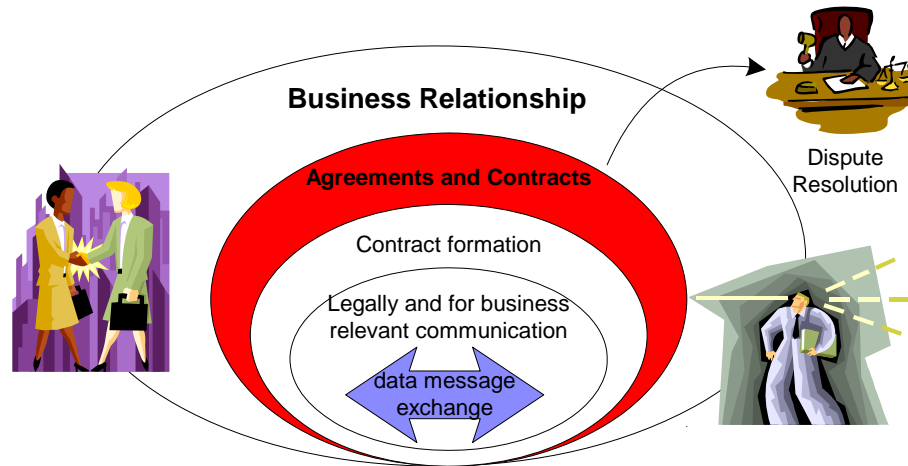 Business Relationship
Agreements and Contracts
Contract formation
Legally and for business
relevant communication
data message
exchange
Dispute
Resolution